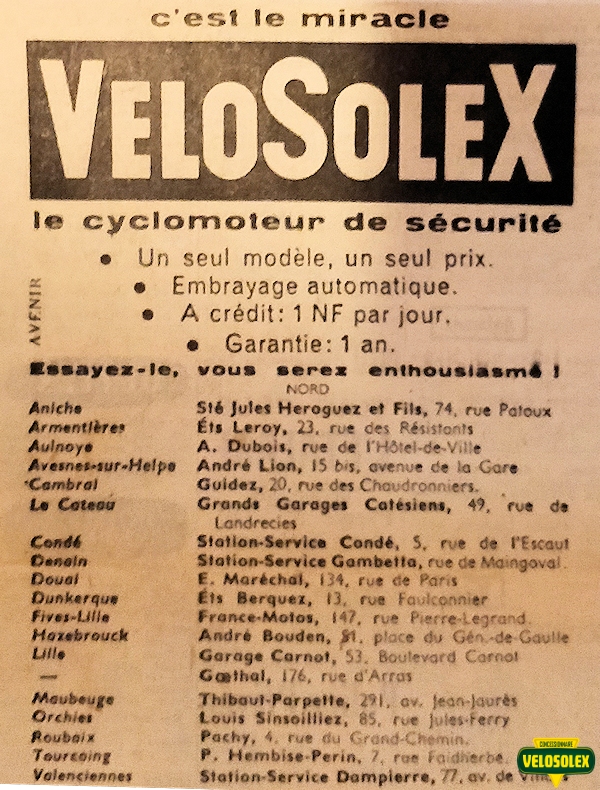 c'est le miracle
VELOSOLEX
le cyclomoteur de sécurité
• Un seul modèle, un seul prix.
• Embrayage automatique.
• A crédit: 1 NF par jour.
• Garantie: 1 an.
AVENIR
Essayez-le, vous serez enthousiasmé !
NORD
Aniche Sté Jules Heroguez et Fils, 74, rue Patoux
Armentières Éts Leroy, 23, rue des Résistants
Aulnoye A. Dubois, rue de l'Hôtel-de-Ville
Avesnes-sur-Helpe André Lion, 15 bis, avenue de la Gare
Cambrai Guidez, 20, rue des Chaudronniers.
Le Cateau Grands Garages Catésiens, 49, rue de
Landrecies
Condé Station-Service Condé, 5, rue de l'Escaut
Denain Station-Service Gambetta, rue de Maingoval.
Douai E. Maréchal, 134, rue de Paris
Dunkerque Éts Berquez, 13, rue Faulconnier
Fives-Lille France-Motos, 147, rue Pierre-Legrand.
Hazebrouck André Bouden, place du Gén.-de-Gaulle
Lille Garage Carnot, 53, Boulevard Carnot
— Gœthal, 176, rue d'Arras
Maubeuge Thibaut-Parpette, 291, av. Jean-Jaurès
Orchies Louis Sinsoilliez, 85, rue Jules-Ferry
Roubaix Pachy, 4, rue du Grand-Chemin.
Tourcoing P. Hembise-Perin, 7, rue Faidherbe.
Valenciennes Station-Service Dampierre, 77, av. de
CONCESSIONNAIRE
VELOSOLEX